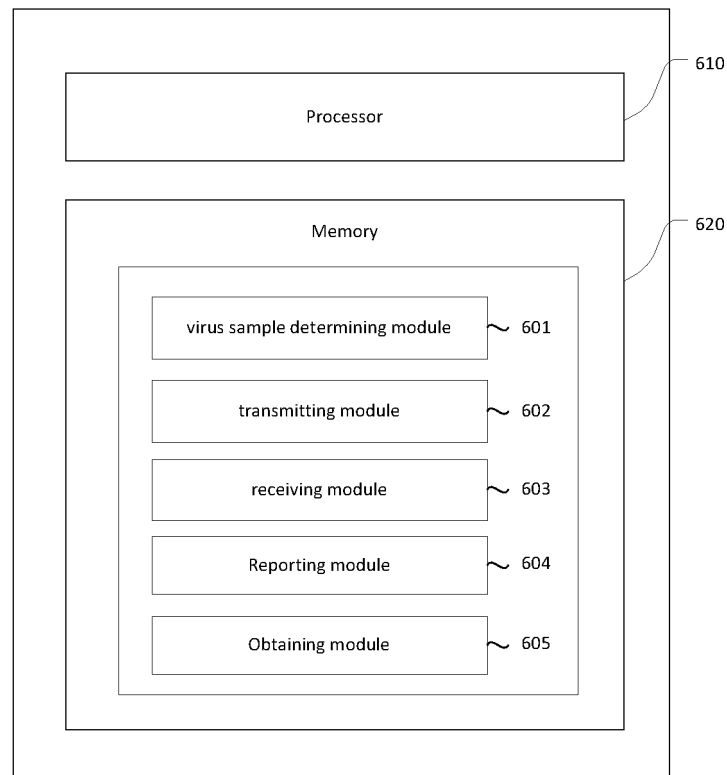 610
Processor
620
Memory
virus sample determining module 601
transmitting module 602
receiving module 603
Reporting module 604
Obtaining module 605